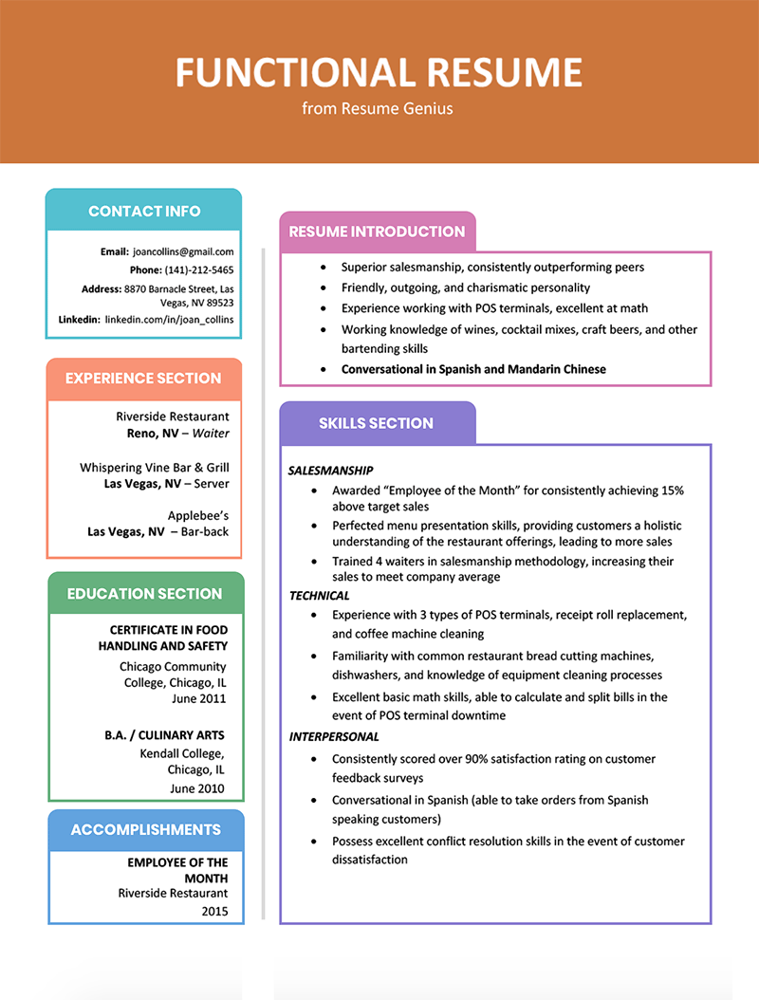 FUNCTIONAL RESUME
from Resume Genius
CONTACT INFO
Email: joancollins@gmail.com
Phone: (141)-212-5465
Address: 8870 Barnacle Street, Las
Vegas, NV 89523
Linkedin: linkedin.com/in/joan_collins
EXPERIENCE SECTION
Riverside Restaurant
Reno, NV – Waiter
Whispering Vine Bar & Grill
Las Vegas, NV – Server
Applebee's
Las Vegas, NV – Bar-back
EDUCATION SECTION
CERTIFICATE IN FOOD
HANDLING AND SAFETY
Chicago Community
College, Chicago, IL
June 2011
B.A. / CULINARY ARTS
Kendall College,
Chicago, IL
June 2010
ACCOMPLISHMENTS
EMPLOYEE OF THE
MONTH
Riverside Restaurant
2015
RESUME INTRODUCTION
• Superior salesmanship, consistently outperforming peers
• Friendly, outgoing, and charismatic personality
• Experience working with POS terminals, excellent at math
• Working knowledge of wines, cocktail mixes, craft beers, and other
bartending skills
• Conversational in Spanish and Mandarin Chinese
SKILLS SECTION
SALESMANSHIP
• Awarded "Employee of the Month" for consistently achieving 15%
above target sales
• Perfected menu presentation skills, providing customers a holistic
understanding of the restaurant offerings, leading to more sales
• Trained 4 waiters in salesmanship methodology, increasing their
sales to meet company average
TECHNICAL
• Experience with 3 types of POS terminals, receipt roll replacement,
and coffee machine cleaning
• Familiarity with common restaurant bread cutting machines,
dishwashers, and knowledge of equipment cleaning processes
• Excellent basic math skills, able to calculate and split bills in the
event of POS terminal downtime
INTERPERSONAL
• Consistently scored over 90% satisfaction rating on customer
feedback surveys
• Conversational in Spanish (able to take orders from Spanish
speaking customers)
• Possess excellent conflict resolution skills in the event of customer
dissatisfaction